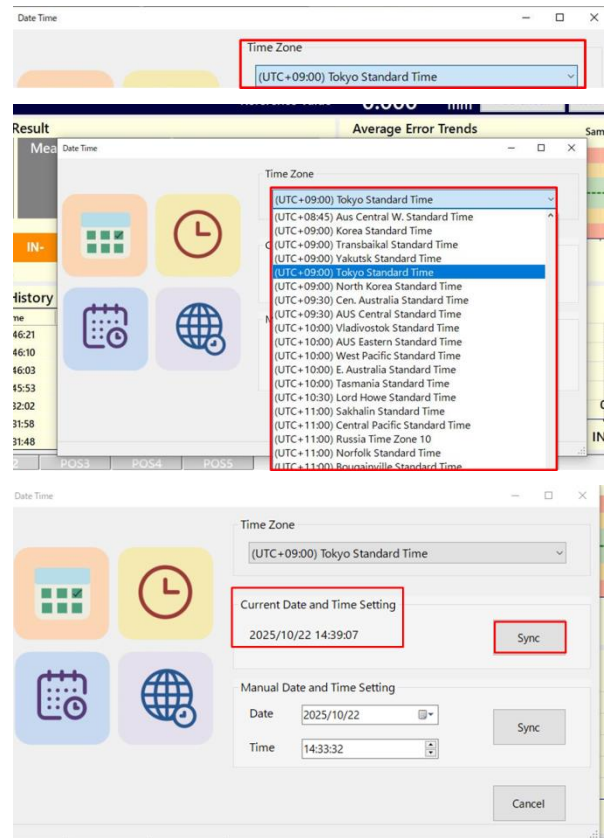 Date Time
Time Zone
(UTC+09:00) Tokyo Standard Time
mm
Result
Average Error Trends
Date Time
Time Zone
(UTC+09:00) Tokyo Standard Time
(UTC+08:45) Aus Central W. Standard Time
(UTC+09:00) Korea Standard Time
(UTC+09:00) Transbaikal Standard Time
(UTC+09:00) Yakutsk Standard Time
(UTC+09:00) Tokyo Standard Time
(UTC+09:00) North Korea Standard Time
(UTC+09:30) Cen. Australia Standard Time
(UTC+09:30) AUS Central Standard Time
(UTC+10:00) Vladivostok Standard Time
(UTC+10:00) AUS Eastern Standard Time
(UTC+10:00) West Pacific Standard Time
(UTC+10:00) E. Australia Standard Time
(UTC+10:00) Tasmania Standard Time
(UTC+10:30) Lord Howe Standard Time
(UTC+11:00) Sakhalin Standard Time
(UTC+11:00) Central Pacific Standard Time
(UTC+11:00) Russia Time Zone 10
(UTC+11:00) Norfolk Standard Time
(UTC+11:00) Bougainville Standard Time
IN-
History
46:21
46:10
46:03
45:53
32:02
31:58
31:48
POS3 POS4 POS5
Date Time
Time Zone
(UTC+09:00) Tokyo Standard Time
Current Date and Time Setting
2025/10/22 14:39:07
Sync
Manual Date and Time Setting
Date 2025/10/22
Time 14:33:32
Sync
Cancel